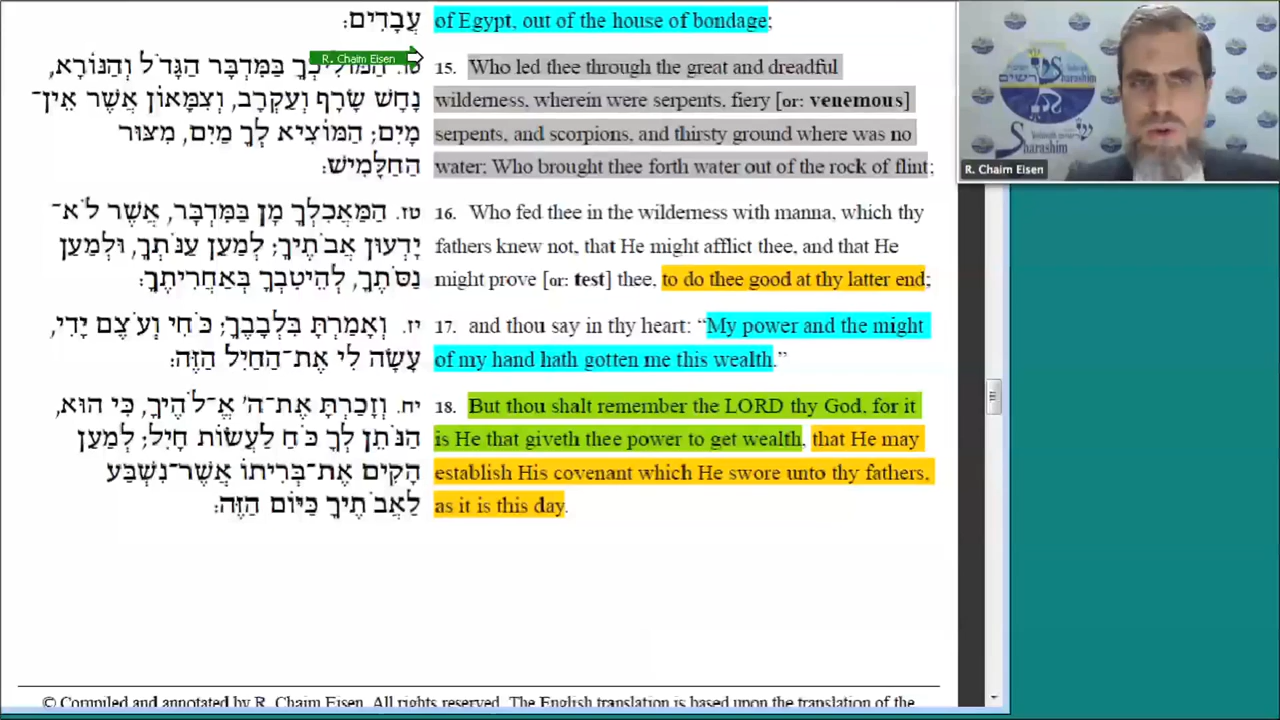 עֲבָדִים:
of Egypt, out of the house of bondage;
R. Chaim Eisen
טו. הַמּוֹלִיכְךָ בַּמִּדְבָּר הַגָּדֹל וְהַנּוֹרָא,
נָחָשׁ שָׂרָף וְעַקְרָב, וְצִמָּאוֹן אֲשֶׁר אֵין־
מָיִם; הַמּוֹצִיא לְךָ מַיִם, מִצּוּר
הַחַלָּמִישׁ:
15. Who led thee through the great and dreadful
wilderness, wherein were serpents, fiery [or: venemous]
serpents, and scorpions, and thirsty ground where was no
water; Who brought thee forth water out of the rock of flint;
טז. הַמַּאֲכִלְךָ מָן בַּמִּדְבָּר, אֲשֶׁר לֹא־
יָדְעוּן אֲבֹתֶיךָ; לְמַעַן עַנֹּתְךָ, וּלְמַעַן
נַסֹּתֶךָ, לְהֵיטִבְךָ בְּאַחֲרִיתֶךָ:
16. Who fed thee in the wilderness with manna, which thy
fathers knew not, that He might afflict thee, and that He
might prove [or: test] thee, to do thee good at thy latter end;
יז. וְאָמַרְתָּ בִּלְבָבֶךָ; כֹּחִי וְעֹצֶם יָדִי,
עָשָׂה לִי אֶת־הַחַיִל הַזֶּה:
17. and thou say in thy heart: “My power and the might
of my hand hath gotten me this wealth.”
יח. וְזָכַרְתָּ אֶת־ה' אֱ־לֹהֶיךָ, כִּי הוּא,
הַנֹּתֵן לְךָ כֹּחַ לַעֲשׂוֹת חָיִל; לְמַעַן
הָקִים אֶת־בְּרִיתוֹ אֲשֶׁר־נִשְׁבַּע
לַאֲבֹתֶיךָ כַּיּוֹם הַזֶּה:
18. But thou shalt remember the LORD thy God, for it
is He that giveth thee power to get wealth, that He may
establish His covenant which He swore unto thy fathers,
as it is this day.
© Compiled and annotated by R. Chaim Eisen. All rights reserved. The English translation is based upon the translation of the
Sharashim
שרשים
Sharashim
R. Chaim Eisen